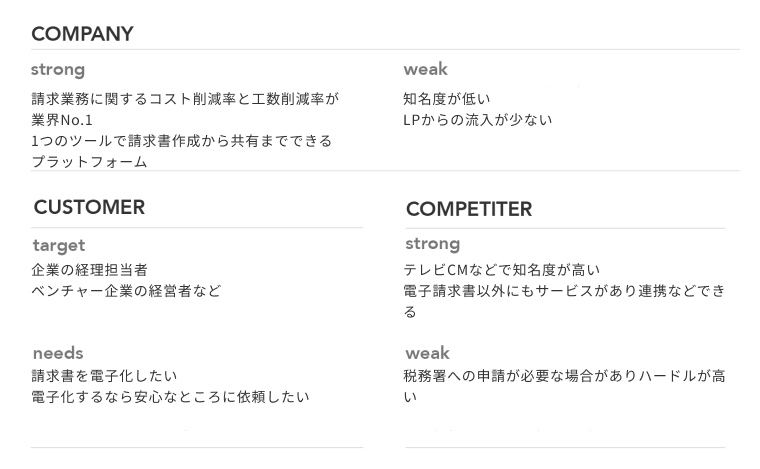 COMPANY
strong
請求業務に関するコスト削減率と工数削減率が
業界No.1
1つのツールで請求書作成から共有までできる
プラットフォーム
weak
知名度が低い
LPからの流入が少ない
CUSTOMER
target
企業の経理担当者
ベンチャー企業の経営者など
needs
請求書を電子化したい
電子化するなら安心なところに依頼したい
COMPETITER
strong
テレビCMなどで知名度が高い
電子請求書以外にもサービスがあり連携などでき
る
weak
税務署への申請が必要な場合がありハードルが高
い